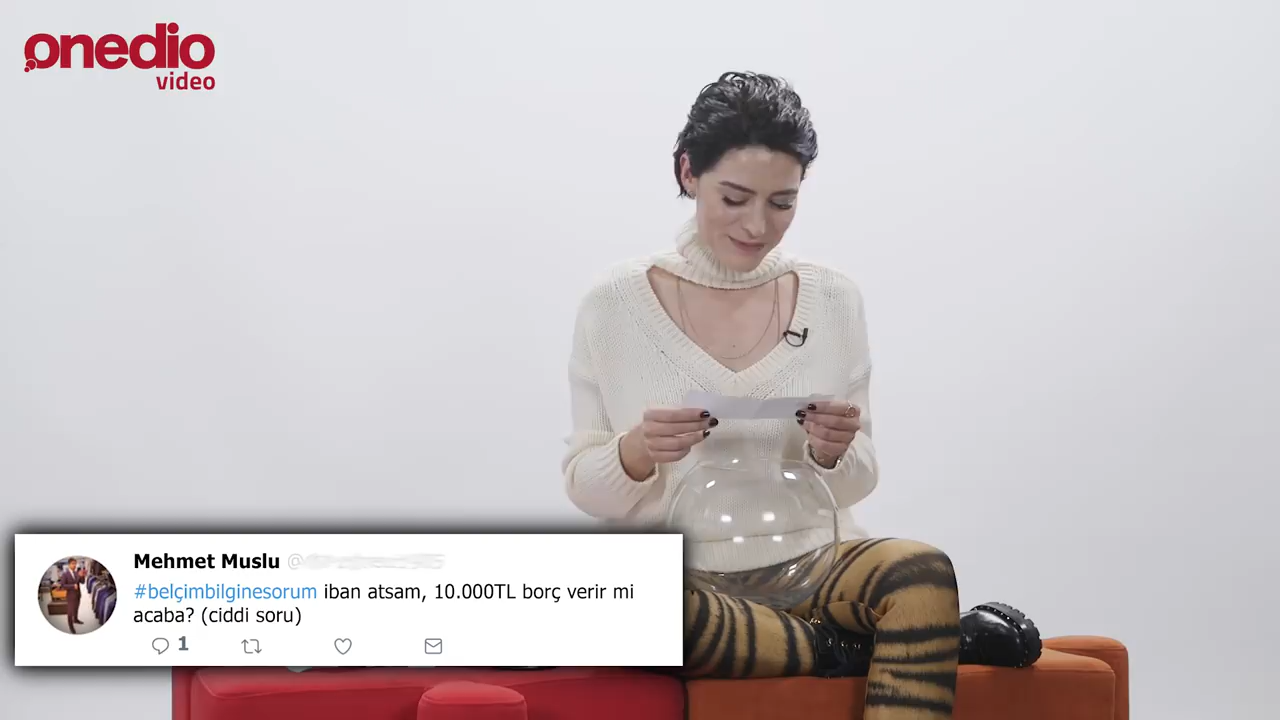 onedio
video
Mehmet Muslu @
#belçimbilginesorum iban atsam, 10.000TL borç verir mi
acaba? (ciddi soru)
1